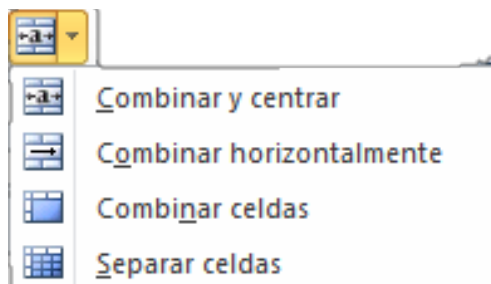 a
a Combinar y centrar
Combinar horizontalmente
Combinar celdas
Separar celdas